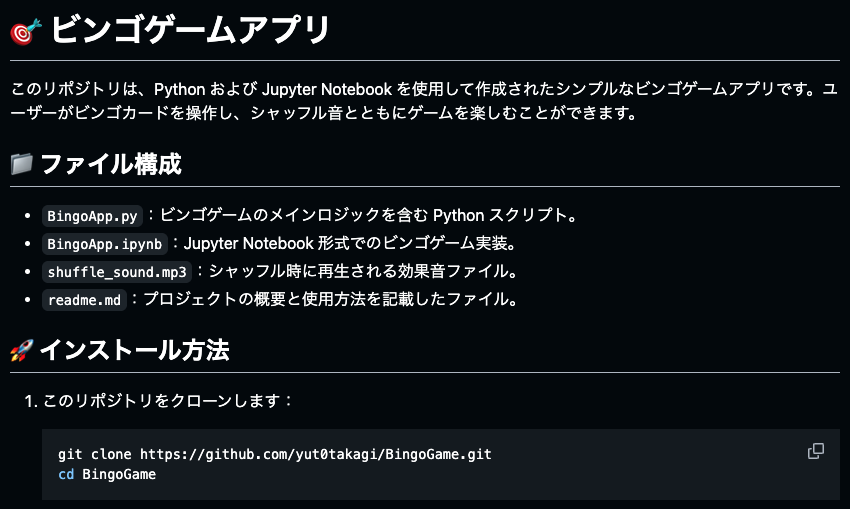 🎯 ビンゴゲームアプリ
このリポジトリは、Python および Jupyter Notebook を使用して作成されたシンプルなビンゴゲームアプリです。ユ
ーザーがビンゴカードを操作し、シャッフル音とともにゲームを楽しむことができます。
📁 ファイル構成
• BingoApp.py：ビンゴゲームのメインロジックを含む Python スクリプト。
• BingoApp.ipynb：Jupyter Notebook 形式でのビンゴゲーム実装。
• shuffle_sound.mp3：シャッフル時に再生される効果音ファイル。
• readme.md：プロジェクトの概要と使用方法を記載したファイル。
🚀 インストール方法
1. このリポジトリをクローンします：
git clone https://github.com/yut0takagi/BingoGame.git
cd BingoGame